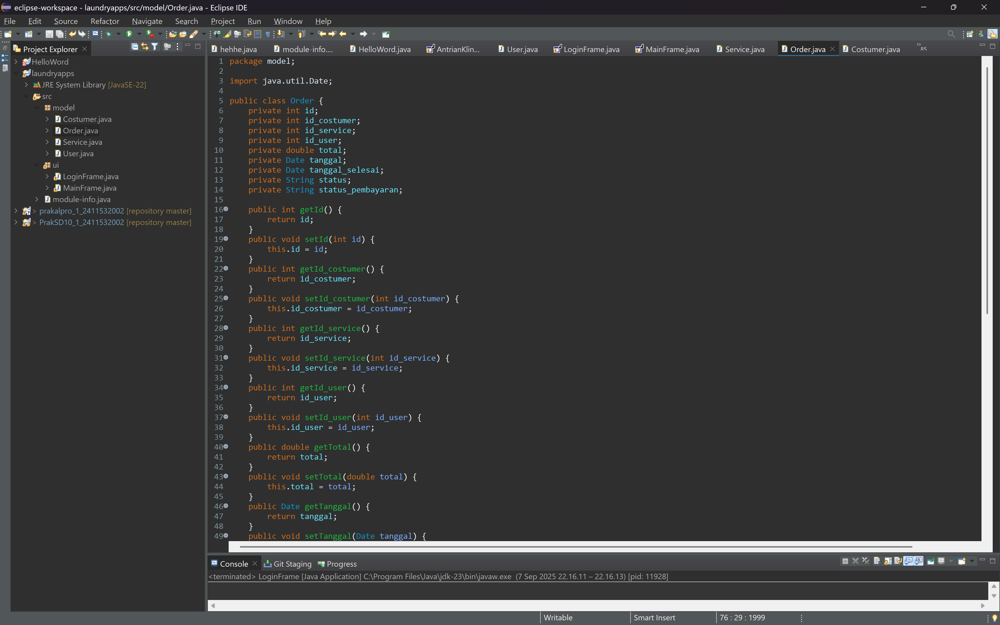 eclipse-workspace - laundryapps/src/model/Order.java - Eclipse IDE
File Edit Source Refactor Navigate Search Project Run Window Help
Project Explorer
hehhe.java module-info.... HelloWord.java AntrianKlin... User.java LoginFrame.java MainFrame.java Service.java Order.java Costumer.java »85
HelloWord
laundryapps
JRE System Library [JavaSE-22]
src
model
Costumer.java
Order.java
Service.java
User.java
ui
LoginFrame.java
MainFrame.java
module-info.java
> prakalpro_1_2411532002 [repository master]
> PrakSD10_1_2411532002 [repository master]
1 package model;
2
3 import java.util.Date;
4
5 public class Order {
6 private int id;
7 private int id_costumer;
8 private int id_service;
9 private int id_user;
10 private double total;
11 private Date tanggal;
12 private Date tanggal_selesai;
13 private String status;
14 private String status_pembayaran;
15
16 public int getId() {
17 return id;
18 }
19 public void setId(int id) {
20 this.id = id;
21 }
22 public int getId_costumer() {
23 return id_costumer;
24 }
25 public void setId_costumer(int id_costumer) {
26 this.id_costumer = id_costumer;
27 }
28 public int getId_service() {
29 return id_service;
30 }
31 public void setId_service(int id_service) {
32 this.id_service = id_service;
33 }
34 public int getId_user() {
35 return id_user;
36 }
37 public void setId_user(int id_user) {
38 this.id_user = id_user;
39 }
40 public double getTotal() {
41 return total;
42 }
43 public void setTotal(double total) {
44 this.total = total;
45 }
46 public Date getTanggal() {
47 return tanggal;
48 }
49 public void setTanggal(Date tanggal) {
Console Git Staging Progress
<terminated> LoginFrame [Java Application] C:\Program Files\Java\jdk-23\bin\javaw.exe (7 Sep 2025 22.16.11 – 22.16.13) [pid: 11928]
Writable Smart Insert 76 : 29 : 1999